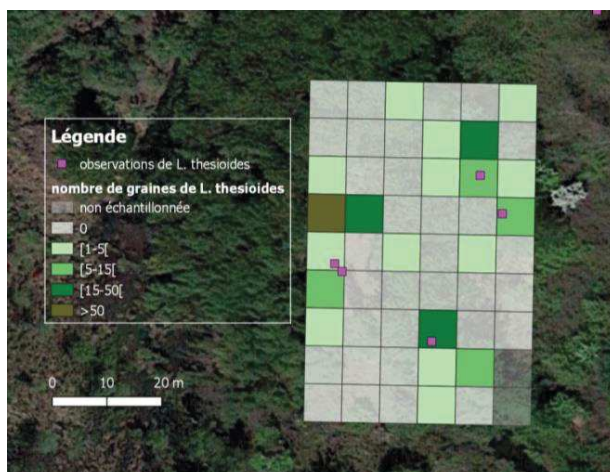 Légende
observations de L. thesioides
nombre de graines de L. thesioides
non échantillonnée
0
[1-5[
[5-15[
[15-50[
>50
0 10 20 m